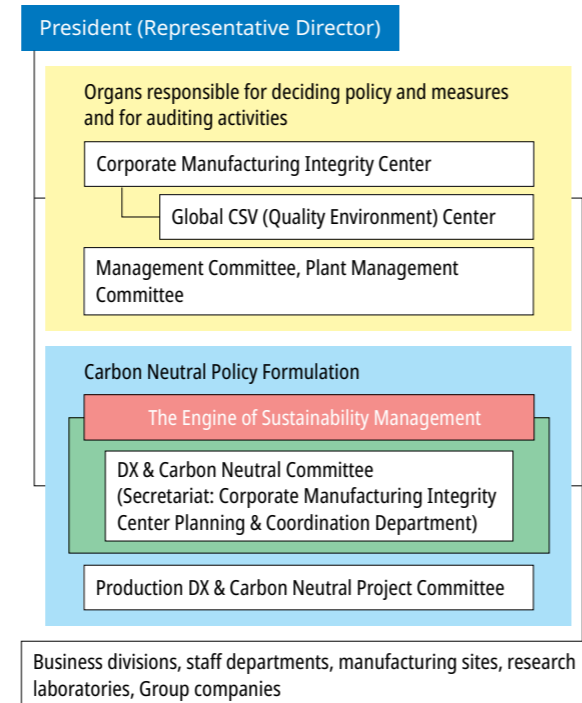 President (Representative Director)
Organs responsible for deciding policy and measures
and for auditing activities
Corporate Manufacturing Integrity Center
Global CSV (Quality Environment) Center
Management Committee, Plant Management
Committee
Carbon Neutral Policy Formulation
The Engine of Sustainability Management
DX & Carbon Neutral Committee
(Secretariat: Corporate Manufacturing Integrity
Center Planning & Coordination Department)
Production DX & Carbon Neutral Project Committee
Business divisions, staff departments, manufacturing sites, research
laboratories, Group companies